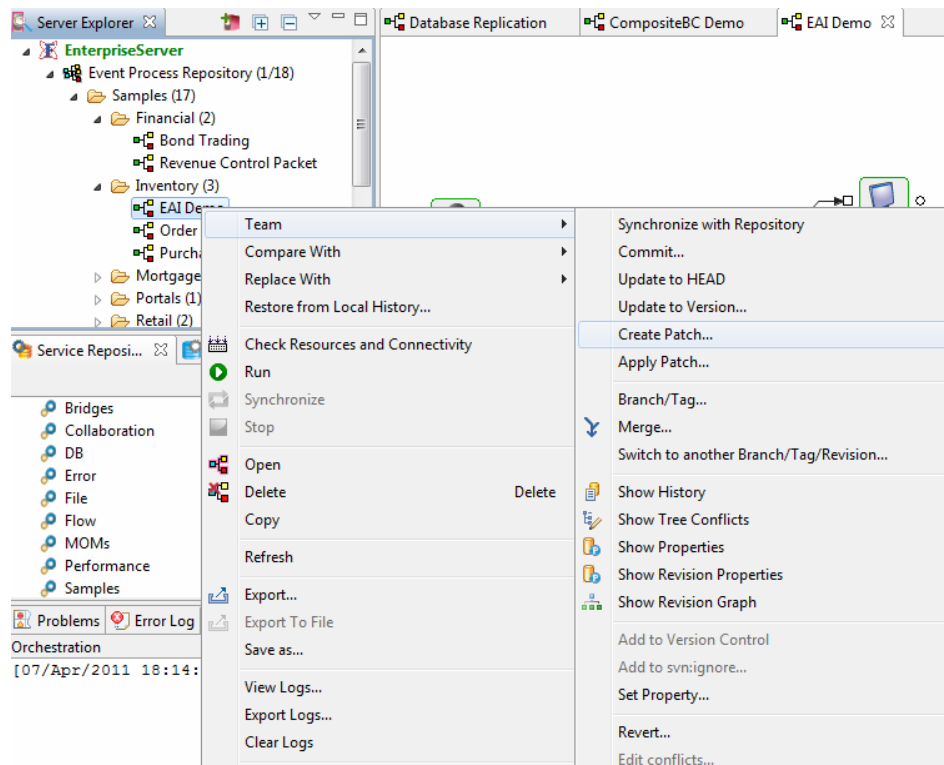 Server Explorer
Database Replication
CompositeBC Demo
EAI Demo
EnterpriseServer
Event Process Repository (1/18)
Samples (17)
Financial (2)
Bond Trading
Revenue Control Packet
Inventory (3)
EAI Demo
Order
Purcha
Mortgage
Portals (1)
Retail (2)
Service Reposi...
Bridges
Collaboration
DB
Error
File
Flow
MOMs
Performance
Samples
Problems
Error Log
Orchestration
[07/Apr/2011 18:14:
Team
Compare With
Replace With
Restore from Local History...
Check Resources and Connectivity
Run
Synchronize
Stop
Open
Delete Delete
Copy
Refresh
Export...
Export To File
Save as...
View Logs...
Export Logs...
Clear Logs
Synchronize with Repository
Commit...
Update to HEAD
Update to Version...
Create Patch...
Apply Patch...
Branch/Tag...
Merge...
Switch to another Branch/Tag/Revision...
Show History
Show Tree Conflicts
Show Properties
Show Revision Properties
Show Revision Graph
Add to Version Control
Add to svn:ignore...
Set Property...
Revert...
Edit conflicts...